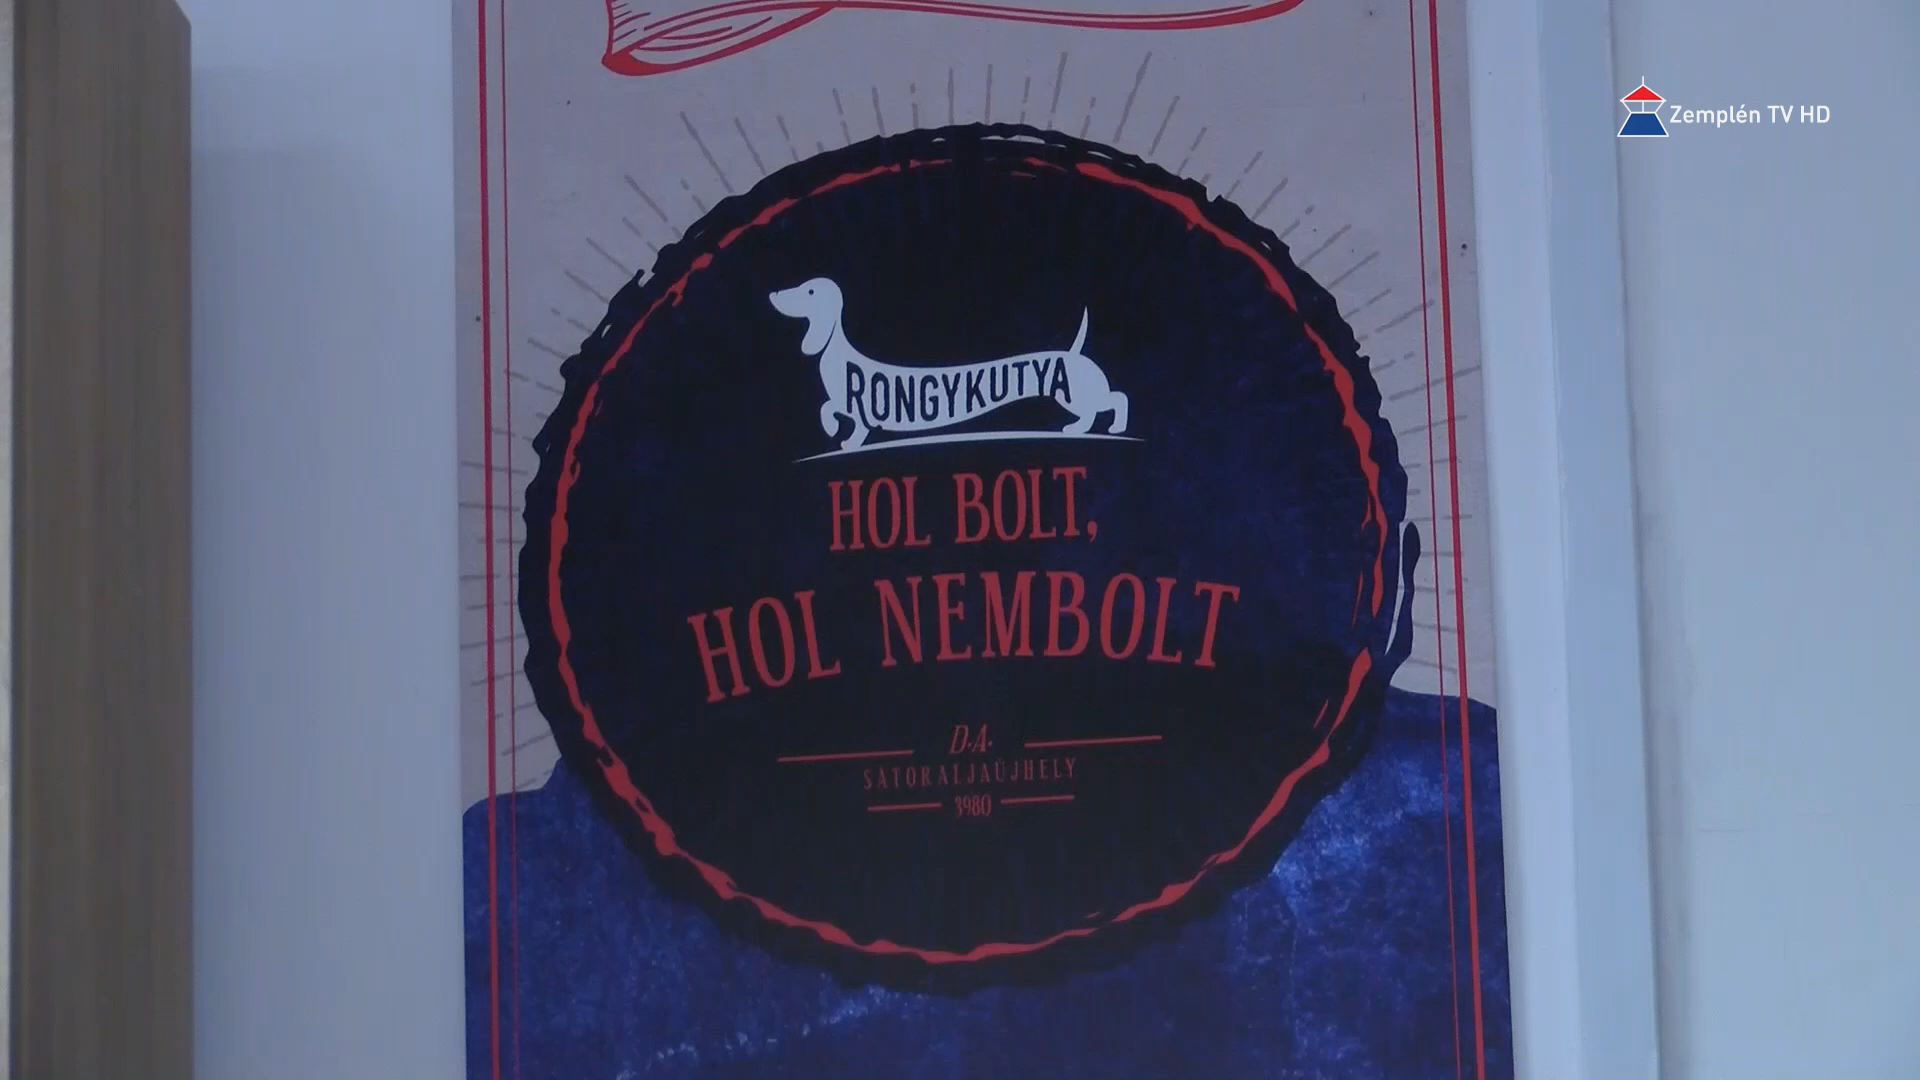 Zemplén TV HD
RONGYKUTYA
HOL BOLT,
HOL NEMBOLT
D.A.
SÁTORALJAÚJHELY
3980